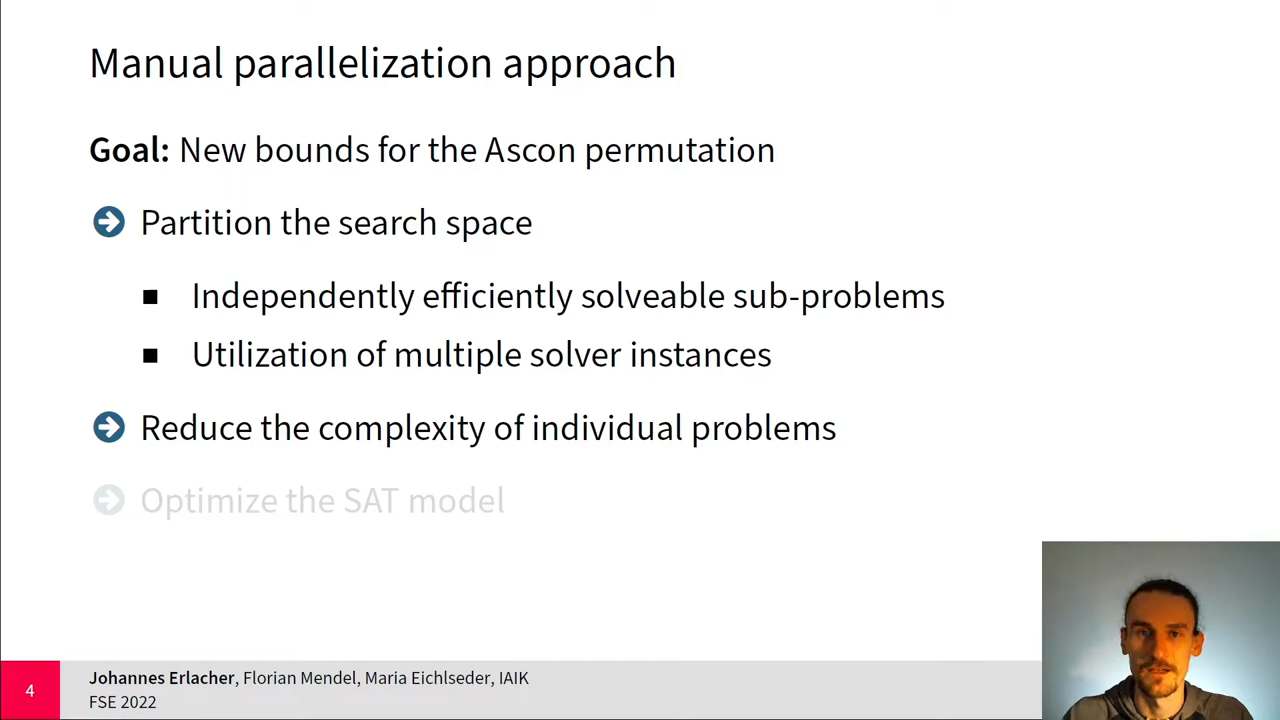 Manual parallelization approach
Goal: New bounds for the Ascon permutation
Partition the search space
Independently efficiently solveable sub-problems
Utilization of multiple solver instances
Reduce the complexity of individual problems
Optimize the SAT model
4
Johannes Erlacher, Florian Mendel, Maria Eichlseder, IAIK
FSE 2022